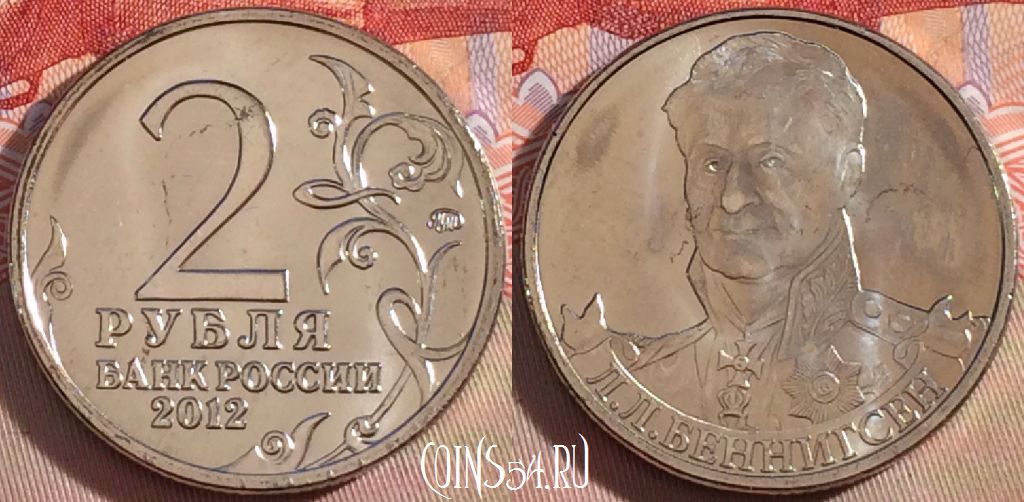 2
РУБЛЯ
БАНК РОССИИ
2012
Л.Л. БЕННИГСЕН
COINS54.RU